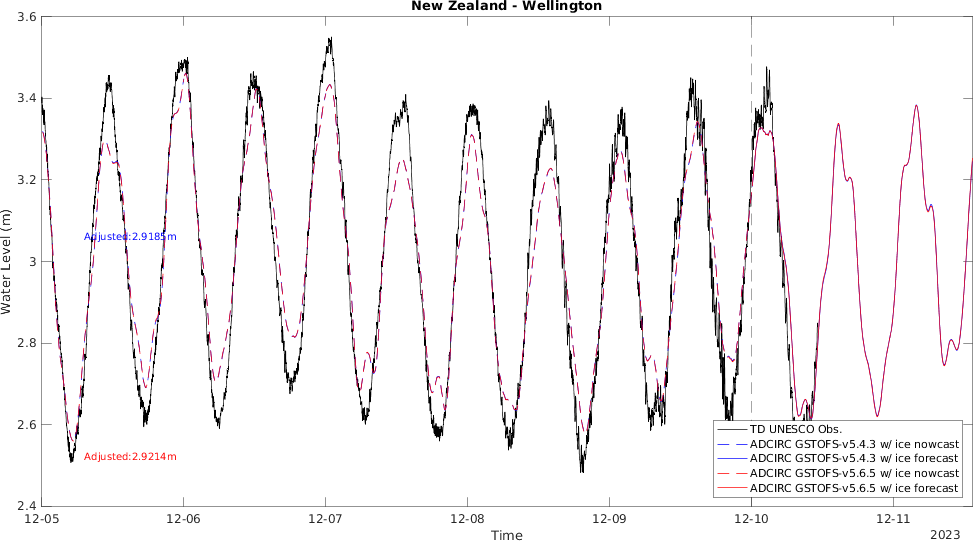 New Zealand - Wellington
3.6
3.4
3.2
3
2.8
2.6
2.4
Water Level (m)
Adjusted:2.9185m
Adjusted:2.9214m
TD UNESCO Obs.
ADCIRC GSTOFS-v5.4.3 w/ ice nowcast
ADCIRC GSTOFS-v5.4.3 w/ ice forecast
ADCIRC GSTOFS-v5.6.5 w/ ice nowcast
ADCIRC GSTOFS-v5.6.5 w/ ice forecast
12-05 12-06 12-07 12-08 12-09 12-10 12-11
Time
2023